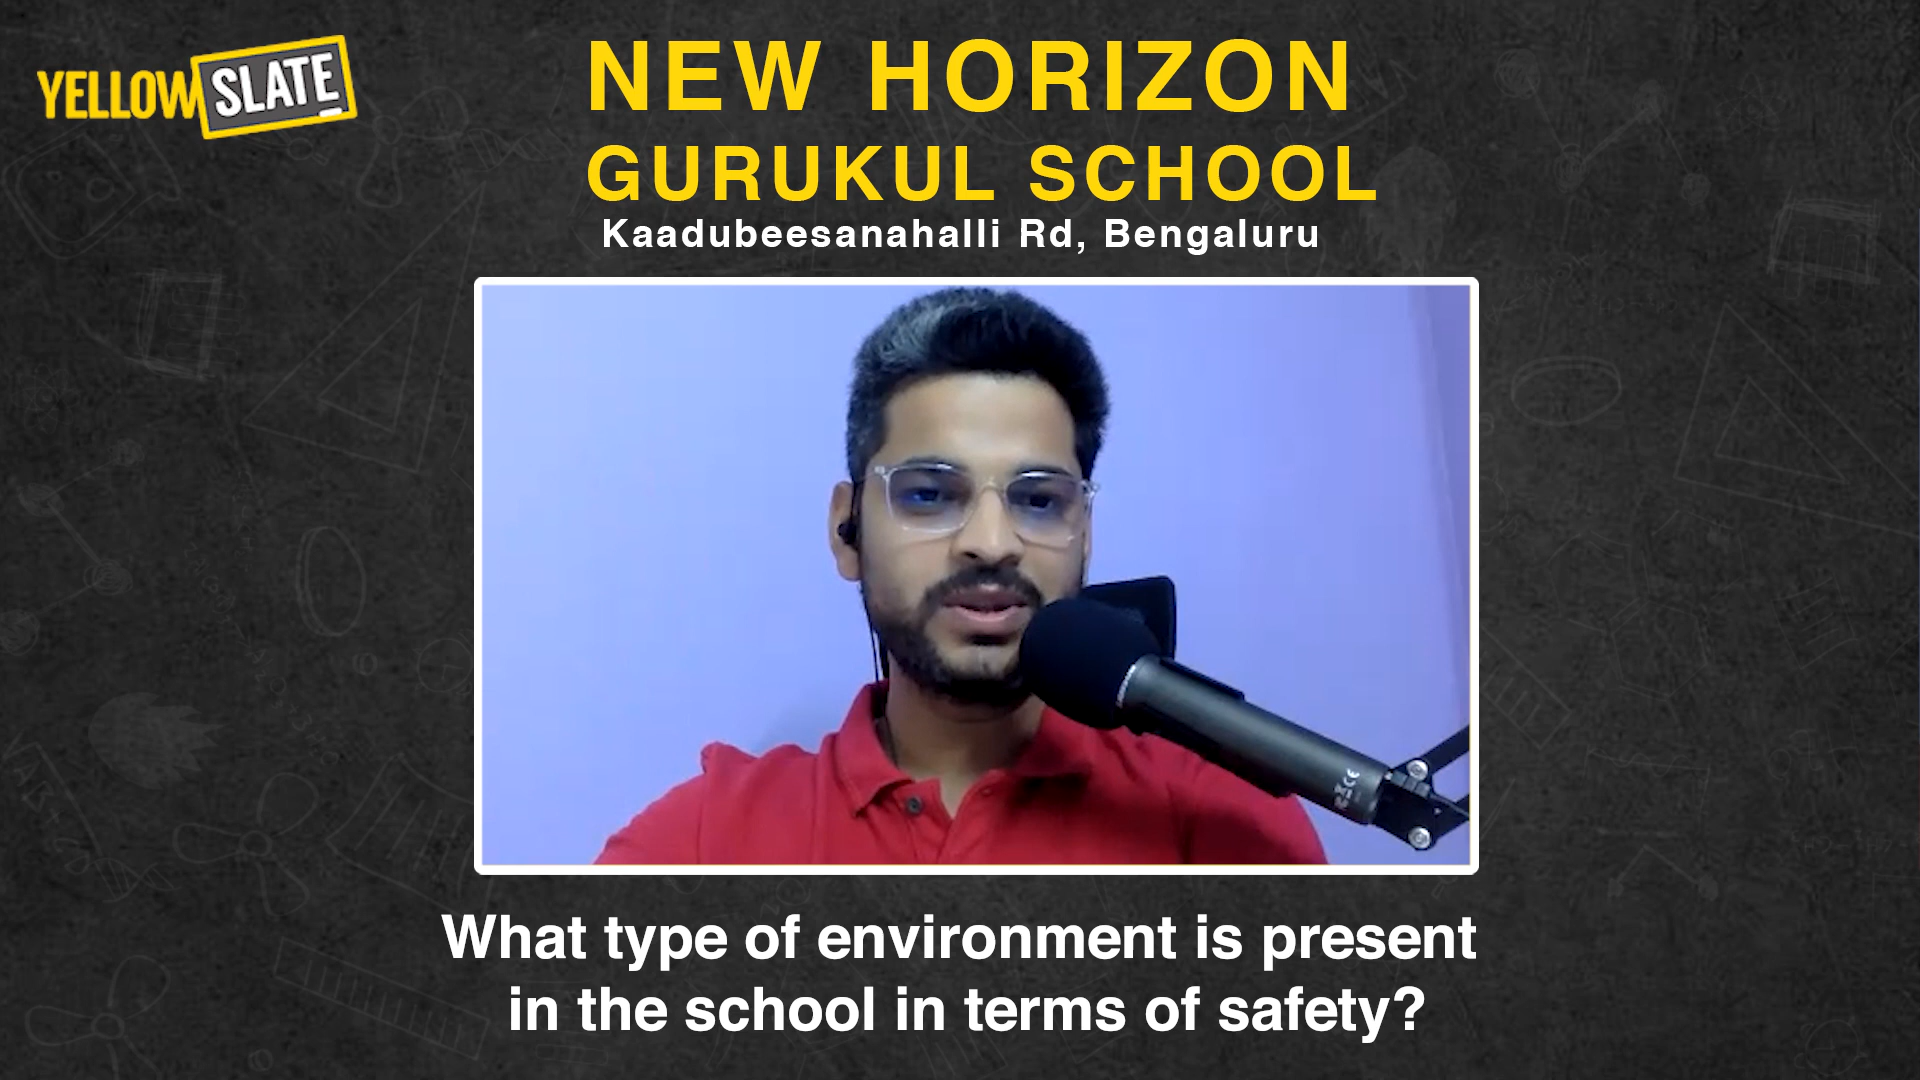 YELLOW SLATE
NEW HORIZON
GURUKUL SCHOOL
Kaadubeesanahalli Rd, Bengaluru
What type of environment is present
in the school in terms of safety?